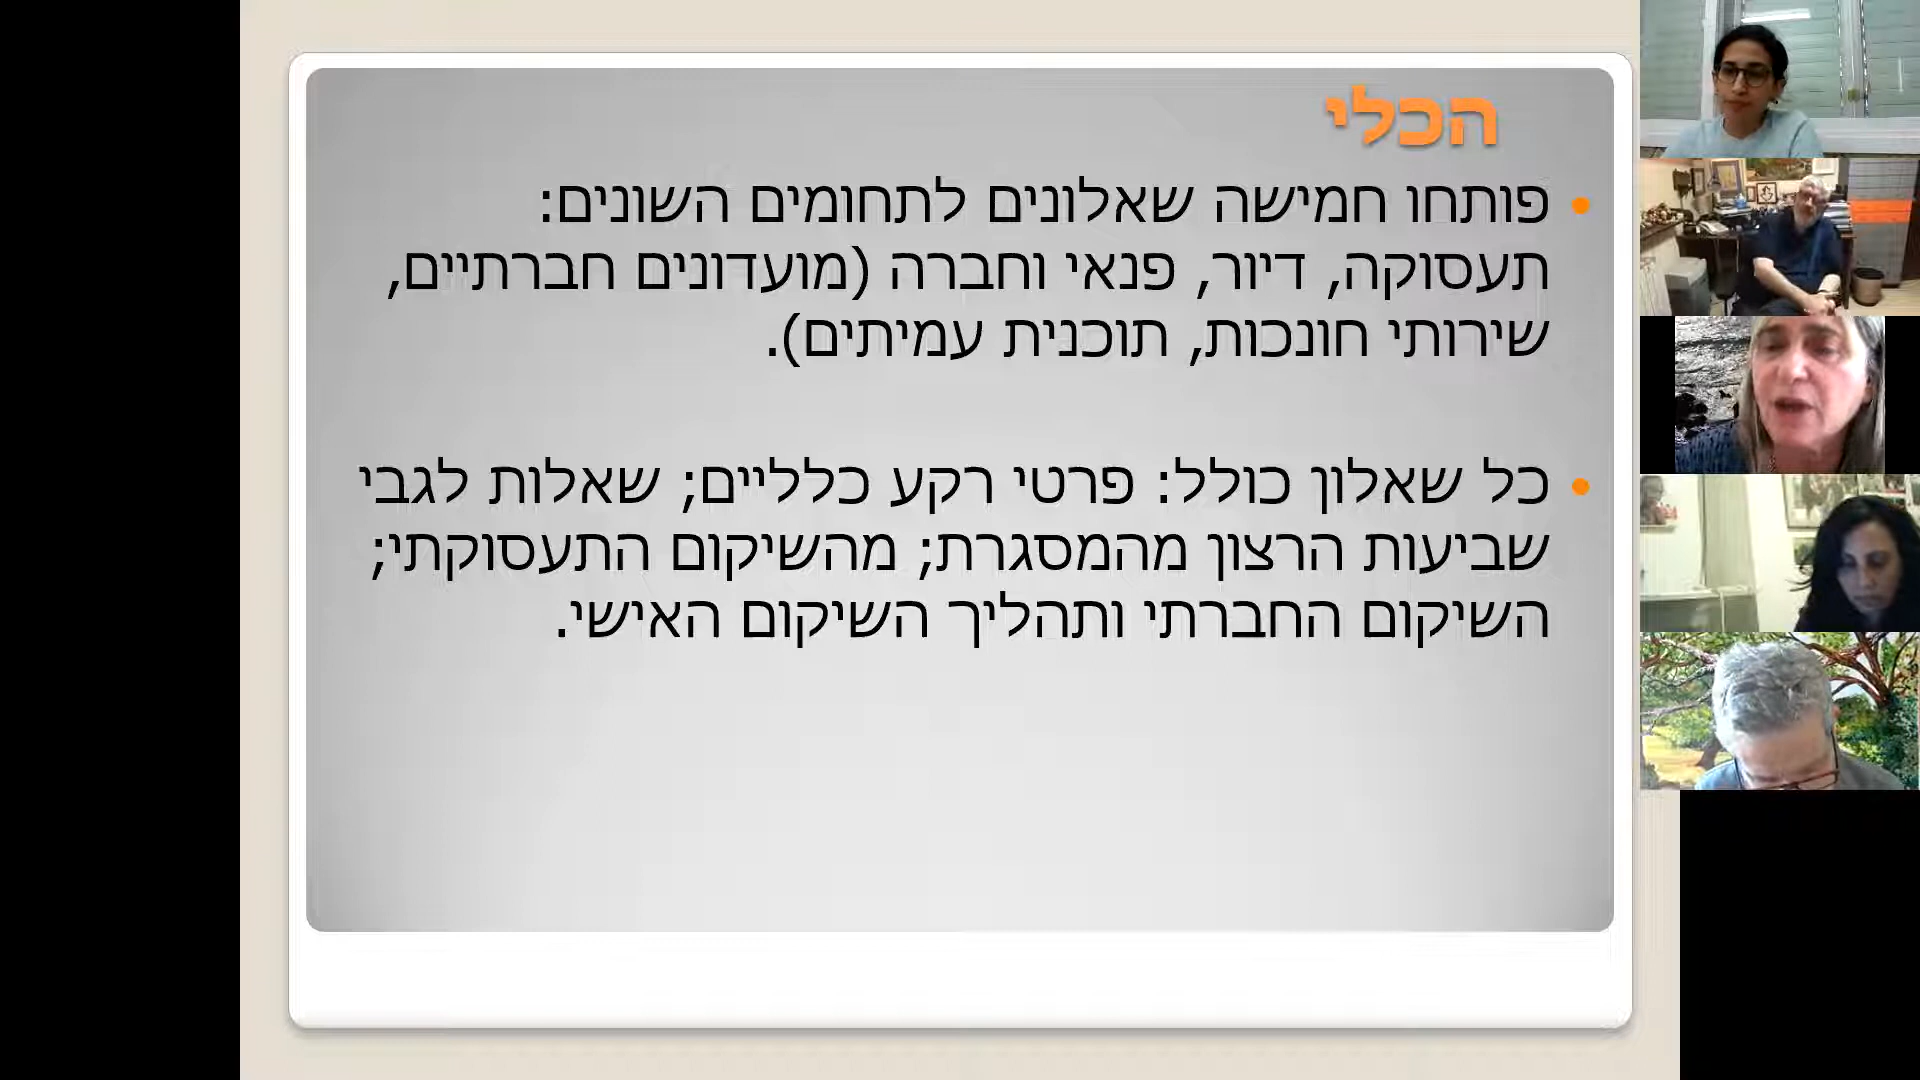 הכלי
פותחו חמישה שאלונים לתחומים השונים:
תעסוקה, דיור, פנאי וחברה (מועדונים חברתיים,
שירותי חונכות, תוכנית עמיתים).
כל שאלון כולל: פרטי רקע כלליים; שאלות לגבי
שביעות הרצון מהמסגרת; מהשיקום התעסוקתי;
השיקום החברתי ותהליך השיקום האישי.